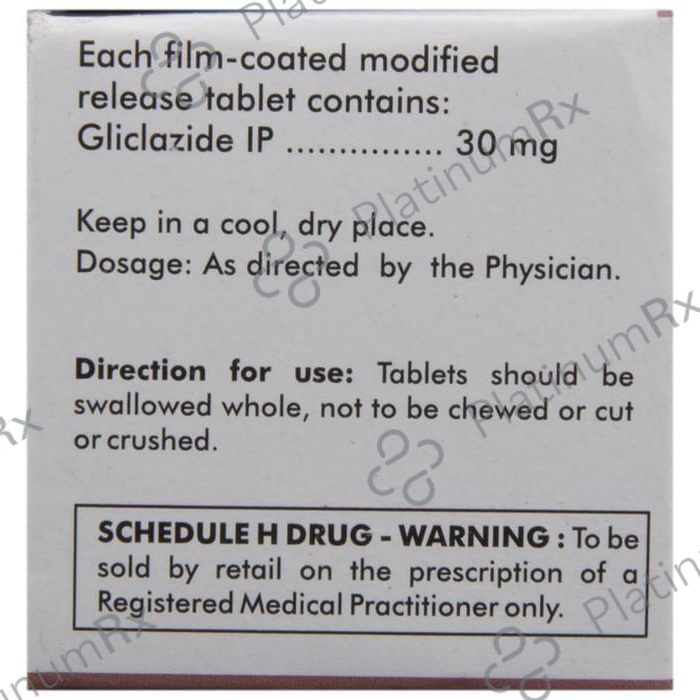 Each film-coated modified
release tablet contains:
Gliclazide IP ............... 30 mg
Keep in a cool, dry place.
Dosage: As directed by the Physician.
Direction for use: Tablets should be
swallowed whole, not to be chewed or cut
or crushed.
SCHEDULE H DRUG - WARNING : To be
sold by retail on the prescription of a
Registered Medical Practitioner only.
PlatinumRx
PlatinumRx